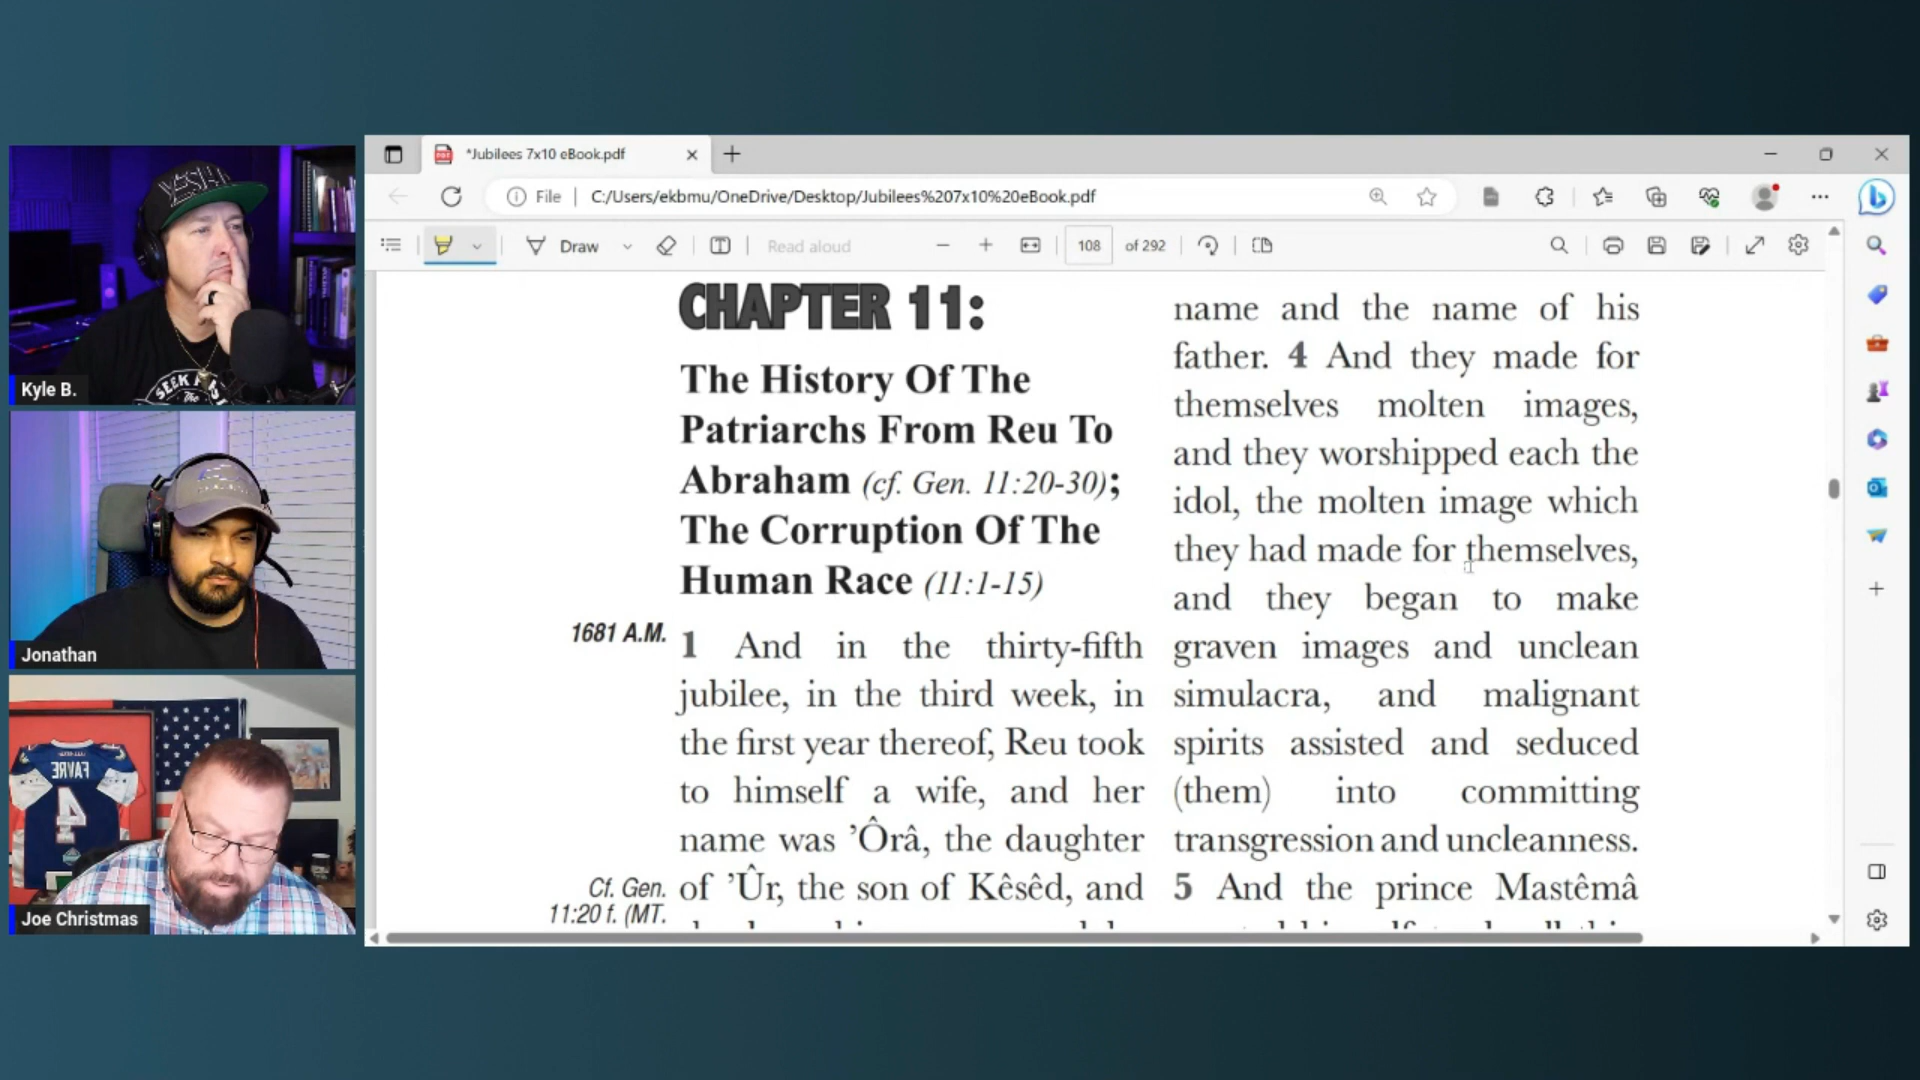 *Jubilees 7x10 eBook.pdf
File
C:/Users/ekbmu/OneDrive/Desktop/Jubilees%207x10%20eBook.pdf
Draw
Read aloud
108
of 292
CHAPTER 11:
The History Of The
Patriarchs From Reu To
Abraham (cf. Gen. 11:20-30);
The Corruption Of The
Human Race (11:1-15)
1681 A.M.
1 And in the thirty-fifth
jubilee, in the third week, in
the first year thereof, Reu took
to himself a wife, and her
name was ’Ôrâ, the daughter
of ’Ûr, the son of Kêsêd, and
Cf. Gen.
11:20 f. (MT.
name and the name of his
father. 4 And they made for
themselves molten images,
and they worshipped each the
idol, the molten image which
they had made for themselves,
and they began to make
graven images and unclean
simulacra, and malignant
spirits assisted and seduced
(them) into committing
transgression and uncleanness.
5 And the prince Mastêmâ
Kyle B.
SEEK
The
Jonathan
FAVRE
4
Joe Christmas